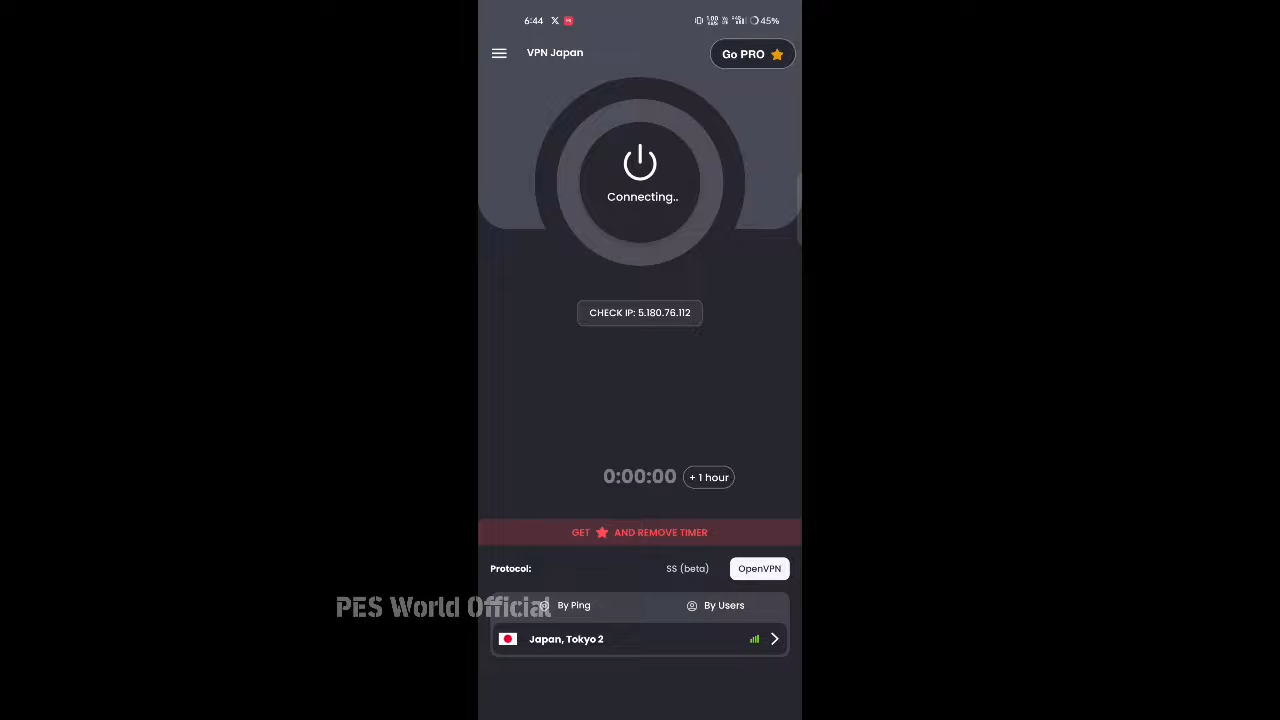 6:44
45%
VPN Japan
Go PRO
Connecting..
CHECK IP: 5.180.76.112
0:00:00
+ 1 hour
GET AND REMOVE TIMER
Protocol:
SS (beta)
OpenVPN
PES World Official
By Ping
By Users
Japan, Tokyo 2